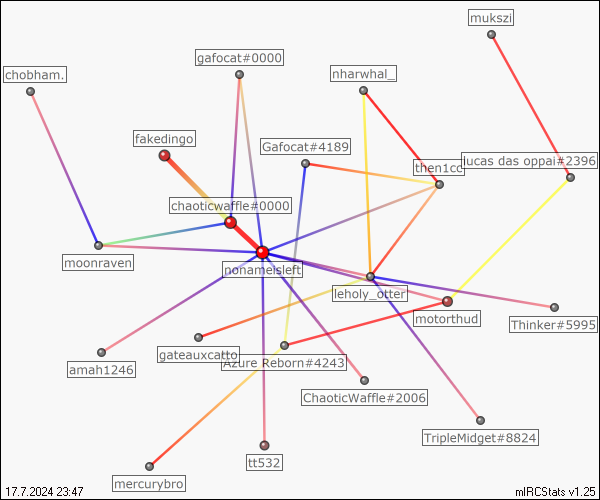 mukszi
gafocat#0000
nharwhal_
chobham.
fakedingo
Gafocat#4189
then1cc
lucas das oppai#2396
chaoticwaffle#0000
moonraven
nonameisleft
leholy_otter
motorthud
Thinker#5995
gateauxcatto
Azure Reborn#4243
amah1246
ChaoticWaffle#2006
TripleMidget#8824
tt532
mercurybro
17.7.2024 23:47
mIRCStats v1.25